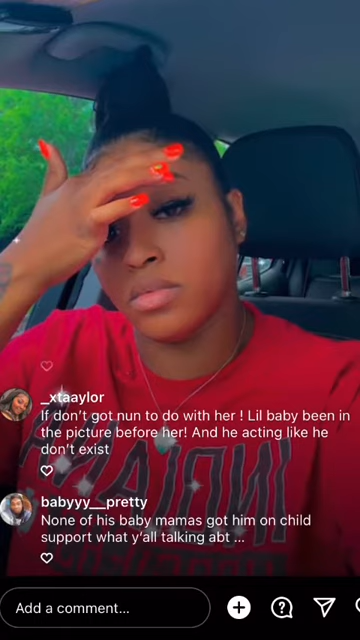 _xtaaylor
If don't got nun to do with her ! Lil baby been in
the picture before her! And he acting like he
don't exist
babyyy__pretty
None of his baby mamas got him on child
support what y'all talking abt ...
INDIAN
Add a comment...